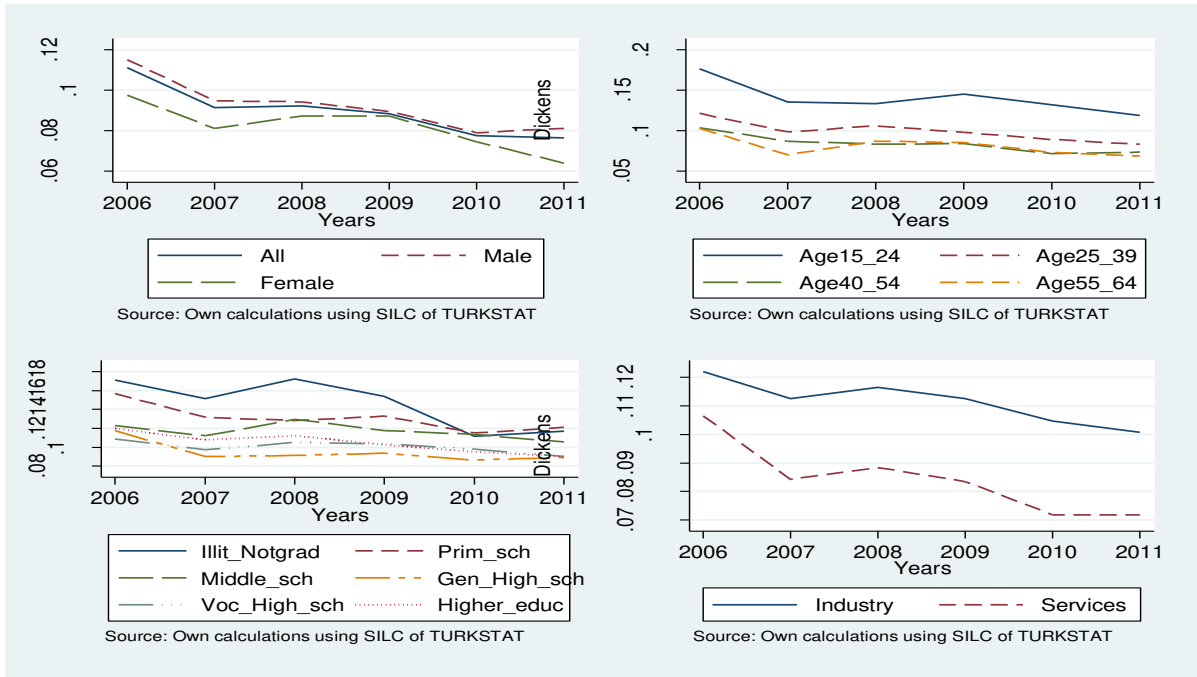 .06 .08 .1 .12
Dickens
2006 2007 2008 2009 2010 2011
Years
All Male
Female
Source: Own calculations using SILC of TURKSTAT
.05 .1 .15 .2
2006 2007 2008 2009 2010 2011
Years
Age15_24 Age25_39
Age40_54 Age55_64
Source: Own calculations using SILC of TURKSTAT
.08 .1 .12141618
Dickens
2006 2007 2008 2009 2010 2011
Years
Illit_Notgrad Prim_sch
Middle_sch Gen_High_sch
Voc_High_sch Higher_educ
Source: Own calculations using SILC of TURKSTAT
.07 .08 .09 .1 .11 .12
2006 2007 2008 2009 2010 2011
Years
Industry Services
Source: Own calculations using SILC of TURKSTAT